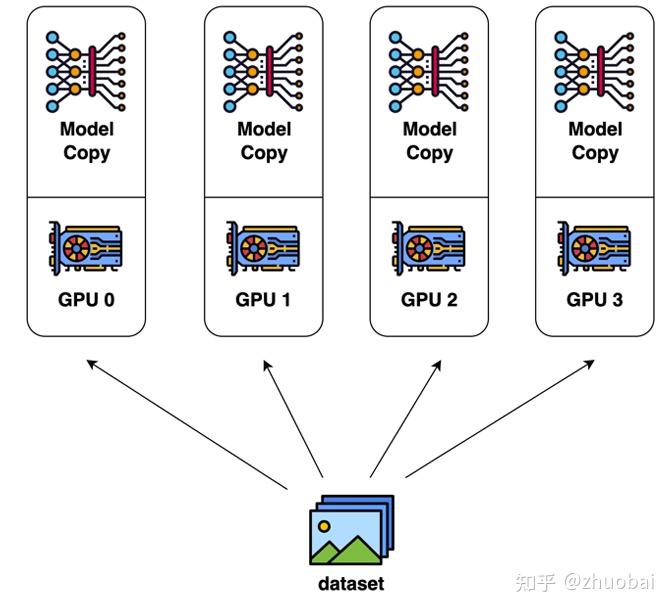 Model
Copy
Model
Copy
Model
Copy
Model
Copy
GPU 0
GPU 1
GPU 2
GPU 3
dataset
知乎 @zhuobai